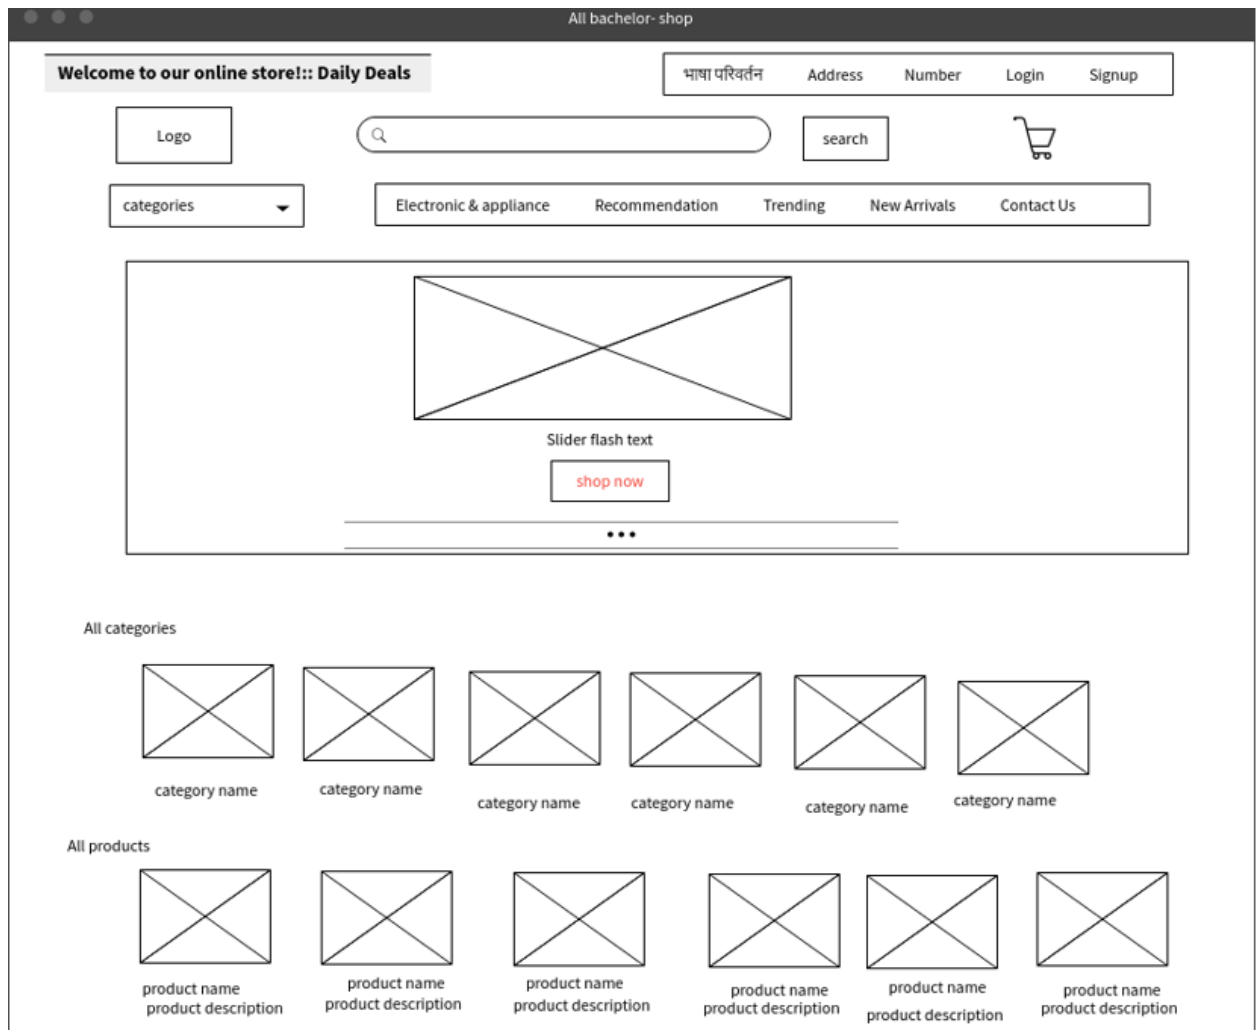 All bachelor- shop
Welcome to our online store!:: Daily Deals
भाषा परिवर्तन Address Number Login Signup
Logo
search
categories
Electronic & appliance Recommendation Trending New Arrivals Contact Us
Slider flash text
shop now
All categories
category name category name category name category name category name category name
All products
product name product name product name product name product name product name
product description product description product description product description product description product description